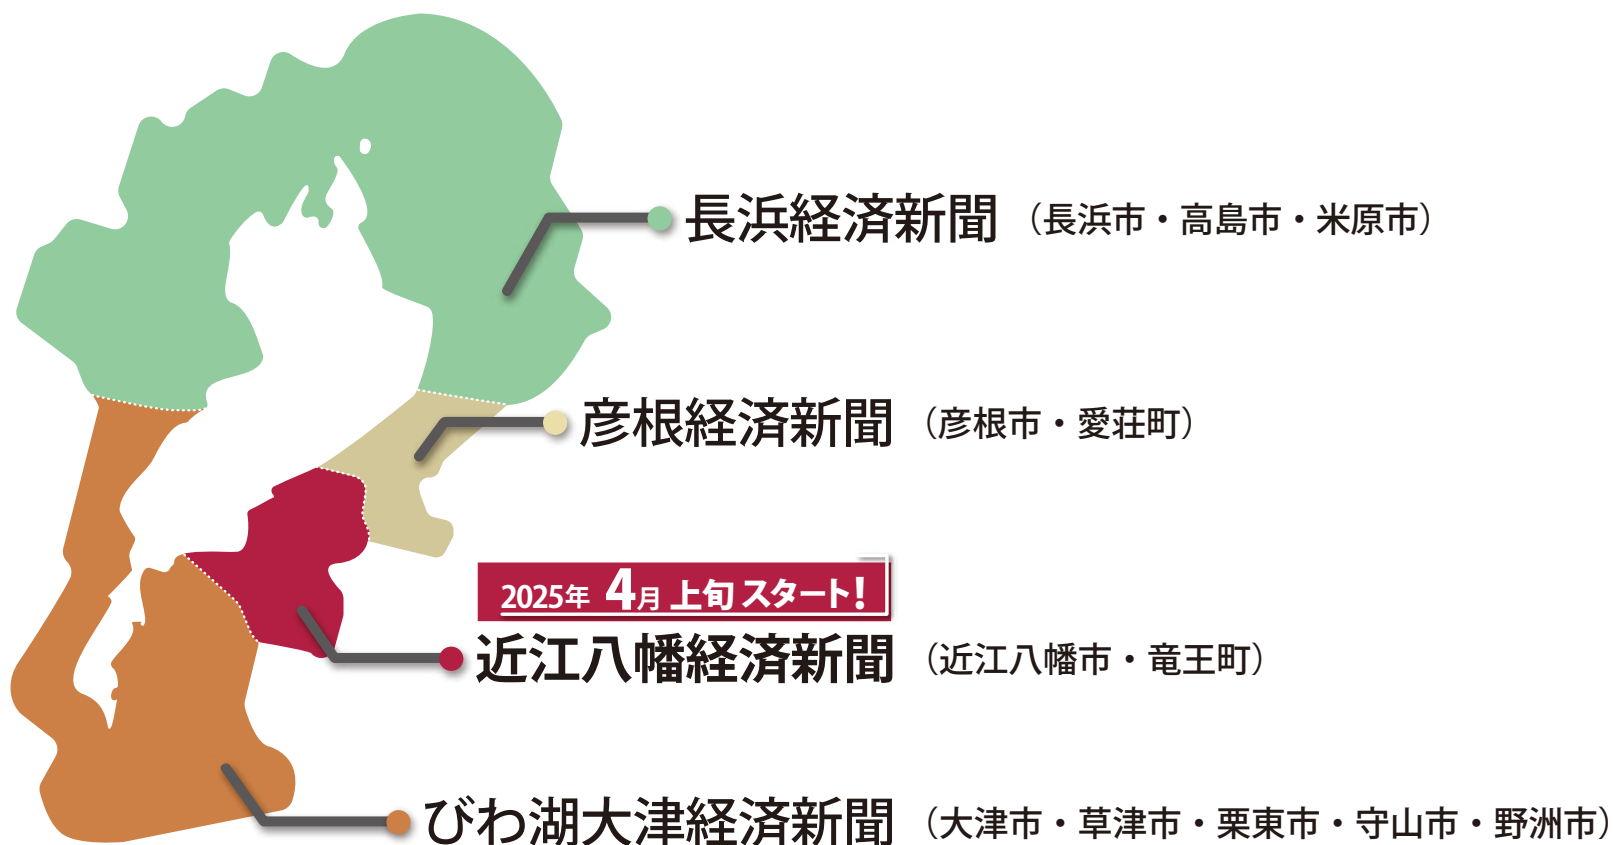 長浜経済新聞（長浜市・高島市・米原市）
彦根経済新聞（彦根市・愛荘町）
2025年 4月 上旬 スタート！
近江八幡経済新聞（近江八幡市・竜王町）
びわ湖大津経済新聞（大津市・草津市・栗東市・守山市・野洲市）